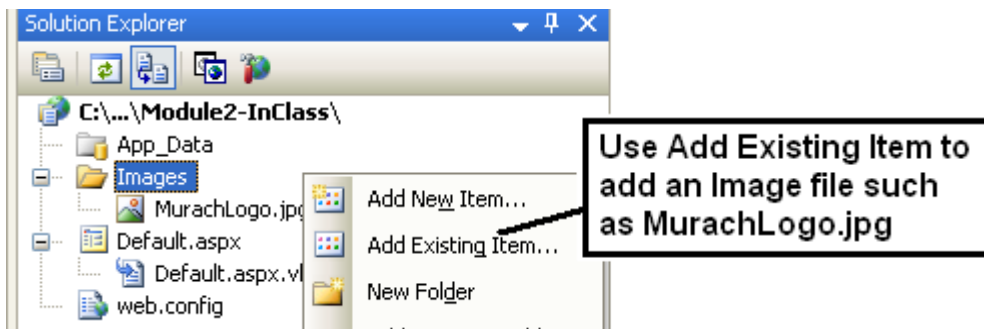 Solution Explorer
C:\...\Module2-InClass\
App_Data
Images
MurachLogo.jpg
Default.aspx
Default.aspx.vb
web.config
Add New Item...
Add Existing Item...
New Folder
Use Add Existing Item to
add an Image file such
as MurachLogo.jpg